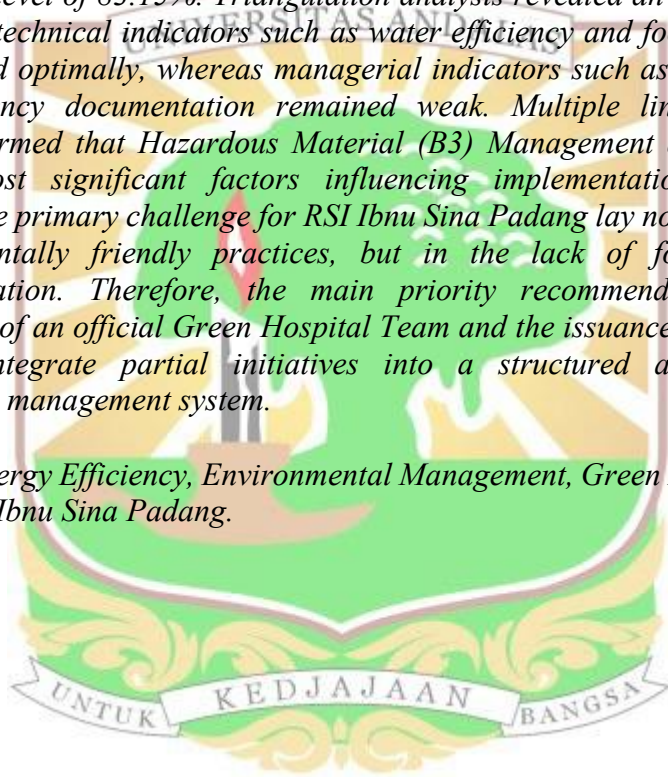 level of 63.15%. Triangulation analysis revealed an
UNIVERSITAS ANDALAS
technical indicators such as water efficiency and fo
d optimally, whereas managerial indicators such as
ncy documentation remained weak. Multiple lin
rmed that Hazardous Material (B3) Management
ost significant factors influencing implementatio
e primary challenge for RSI Ibnu Sina Padang lay no
entally friendly practices, but in the lack of fo
ation. Therefore, the main priority recommend
of an official Green Hospital Team and the issuance
ntegrate partial initiatives into a structured a
management system.
ergy Efficiency, Environmental Management, Green
Ibnu Sina Padang.
UNTUK KEDJAJAAN BANGSA